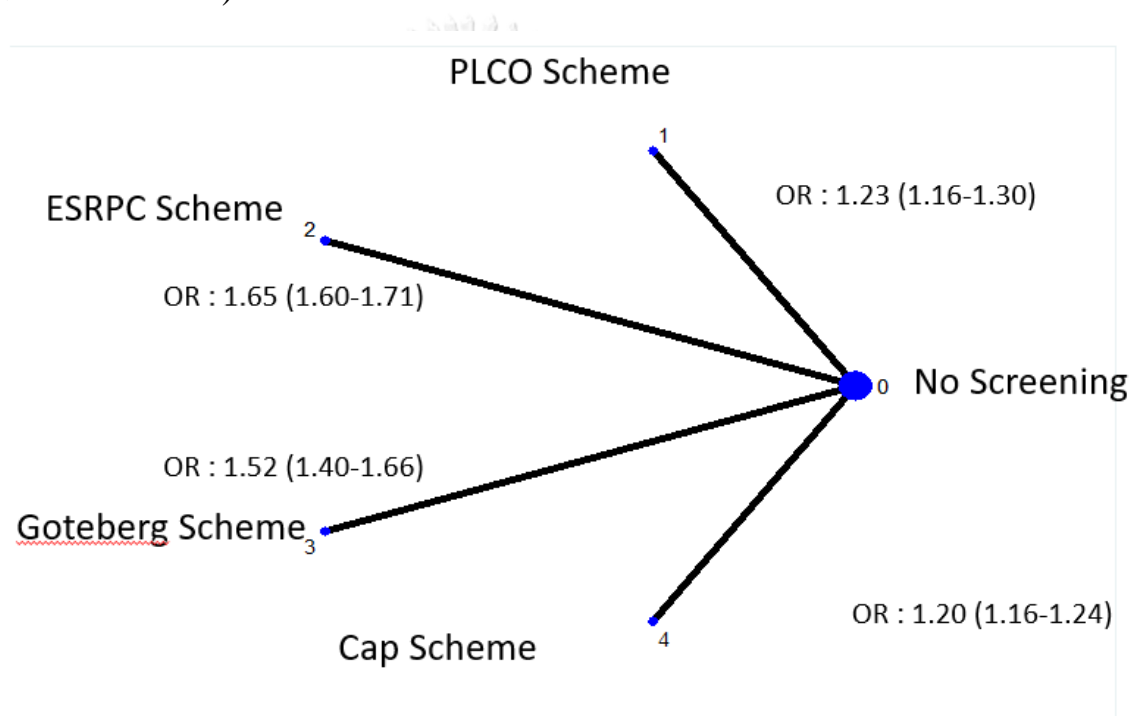 PLCO Scheme
1
OR : 1.23 (1.16-1.30)
ESRPC Scheme
2
OR : 1.65 (1.60-1.71)
0
No Screening
OR : 1.52 (1.40-1.66)
Goteberg Scheme
3
OR : 1.20 (1.16-1.24)
4
Cap Scheme